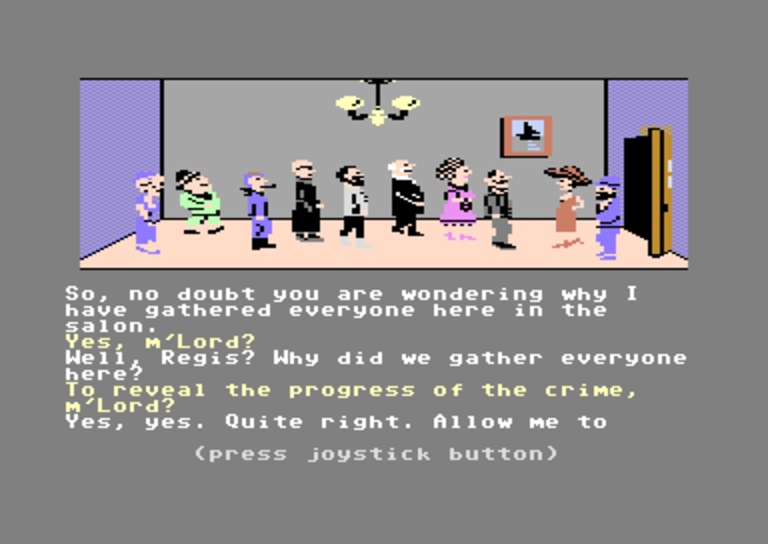 So, no doubt you are wondering why I
have gathered everyone here in the
salon.
Yes, m'Lord?
Well, Regis? Why did we gather everyone
here?
To reveal the progress of the crime,
m'Lord?
Yes, yes. Quite right. Allow me to
(press joystick button)